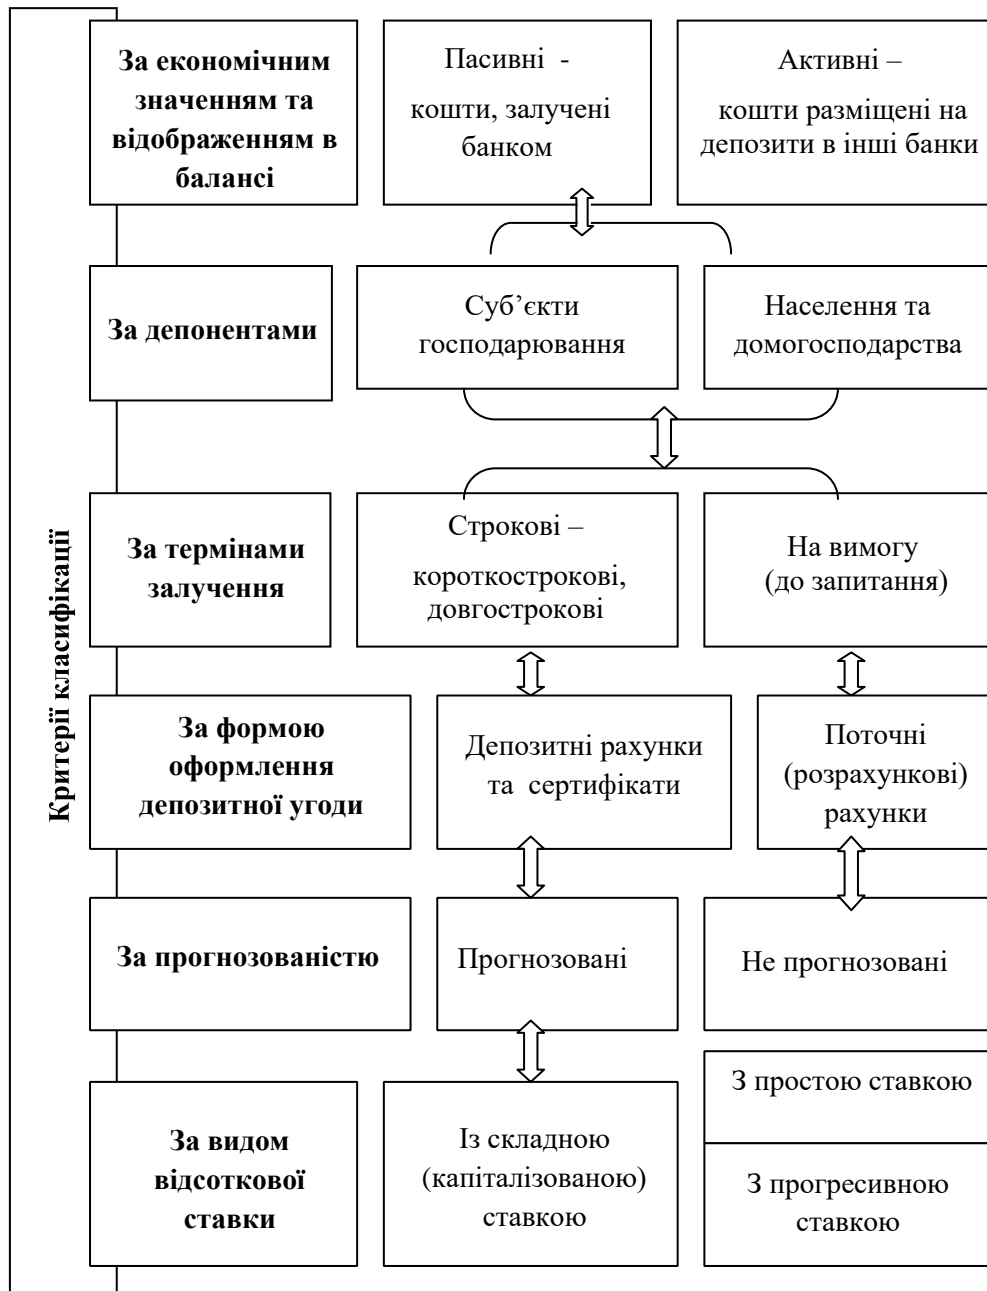 Критерії класифікації
За економічним
значенням та
відображенням в
балансі
Пасивні -
кошти, залучені
банком
Активні –
кошти разміщені на
депозити в інші банки
За депонентами
Суб’єкти
господарювання
Населення та
домогосподарства
За термінами
залучення
Строкові –
короткострокові,
довгострокові
На вимогу
(до запитання)
За формою
оформлення
депозитної угоди
Депозитні рахунки
та сертифікати
Поточні
(розрахункові)
рахунки
За прогнозованістю
Прогнозовані
Не прогнозовані
За видом
відсоткової
ставки
Із складною
(капіталізованою)
ставкою
З простою ставкою
З прогресивною
ставкою